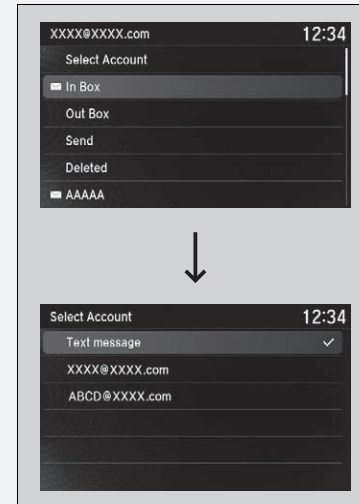 XXXX@XXXX.com 12:34
Select Account
In Box
Out Box
Send
Deleted
AAAAA
Select Account 12:34
Text message
XXXX@XXXX.com
ABCD@XXXX.com